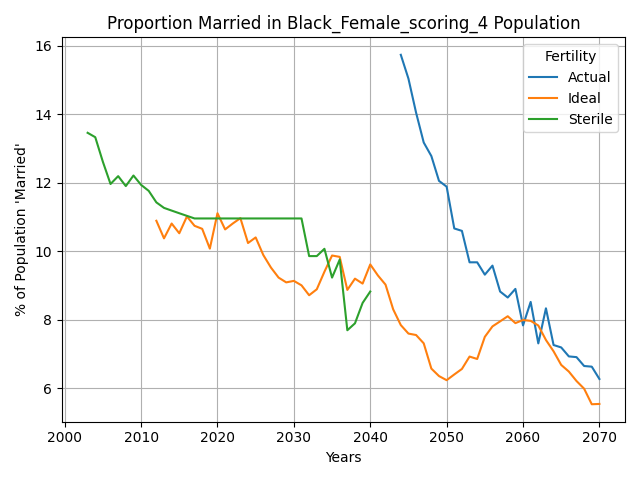 Proportion Married in Black_Female_scoring_4 Population
% of Population 'Married'
16
14
12
10
8
6
Fertility
Actual
Ideal
Sterile
2000 2010 2020 2030 2040 2050 2060 2070
Years